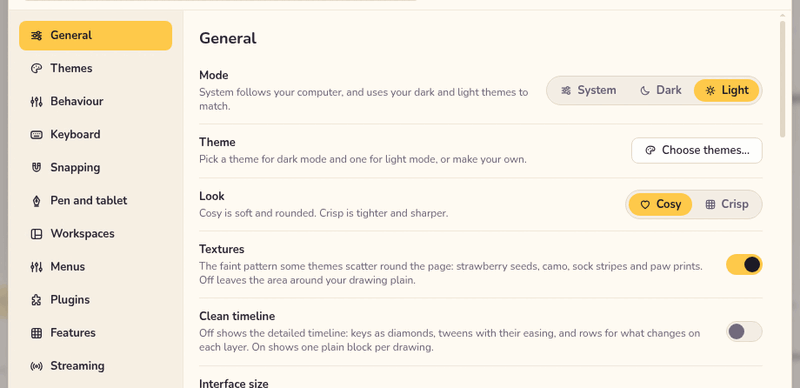 General
Themes
Behaviour
Keyboard
Snapping
Pen and tablet
Workspaces
Menus
Plugins
Features
Streaming
General
Mode
System follows your computer, and uses your dark and light themes to
match.
System
Dark
Light
Theme
Pick a theme for dark mode and one for light mode, or make your own.
Choose themes...
Look
Cosy is soft and rounded. Crisp is tighter and sharper.
Cosy
Crisp
Textures
The faint pattern some themes scatter round the page: strawberry seeds, camo, sock stripes and paw prints.
Off leaves the area around your drawing plain.
Clean timeline
Off shows the detailed timeline: keys as diamonds, tweens with their easing, and rows for what changes on
each layer. On shows one plain block per drawing.
Interface size